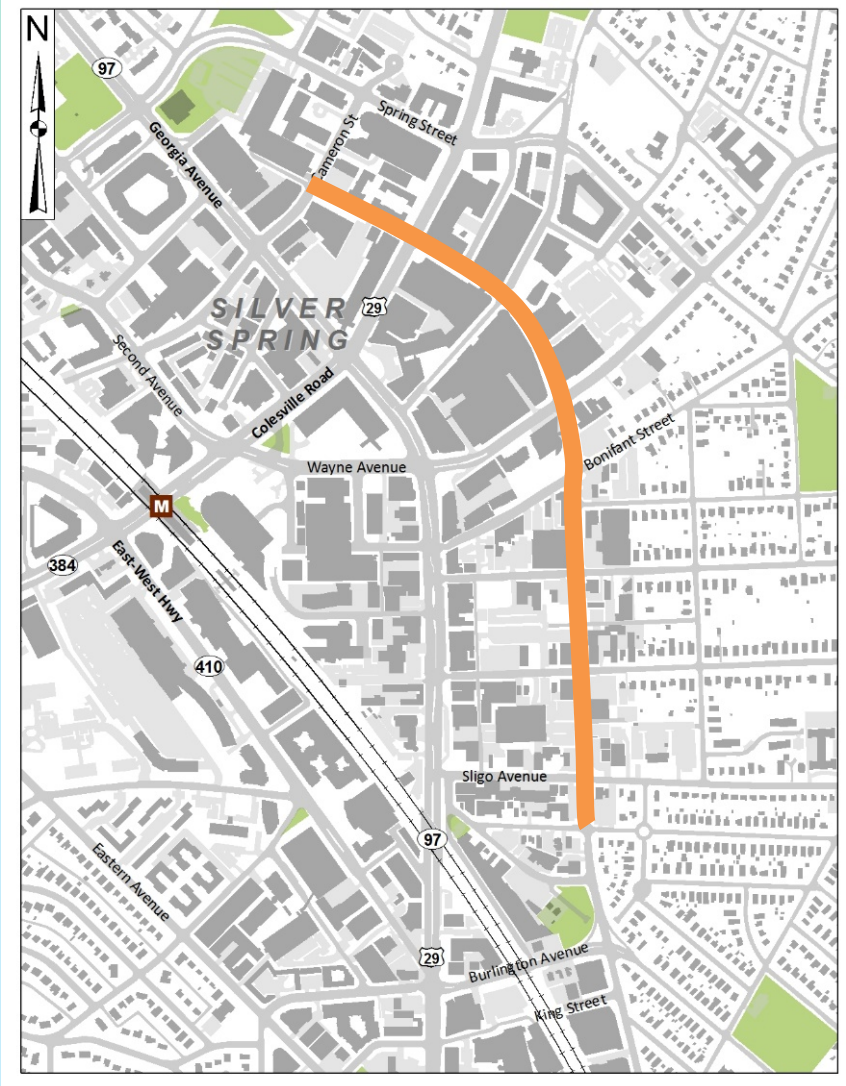 N
97
Georgia Avenue
Cameron St
Spring Street
SILVER
SPRING
29
Second Avenue
Colesville Road
Wayne Avenue
Bonifant Street
M
384
East-West Hwy
410
Sligo Avenue
97
Eastern Avenue
29
Burlington Avenue
King Street